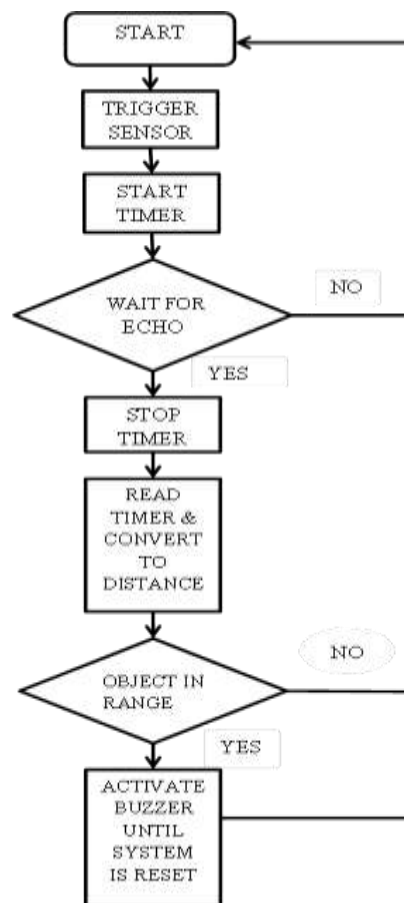 START
TRIGGER
SENSOR
START
TIMER
WAIT FOR
ECHO
NO
YES
STOP
TIMER
READ
TIMER &
CONVERT
TO
DISTANCE
OBJECT IN
RANGE
NO
YES
ACTIVATE
BUZZER
UNTIL
SYSTEM
IS RESET